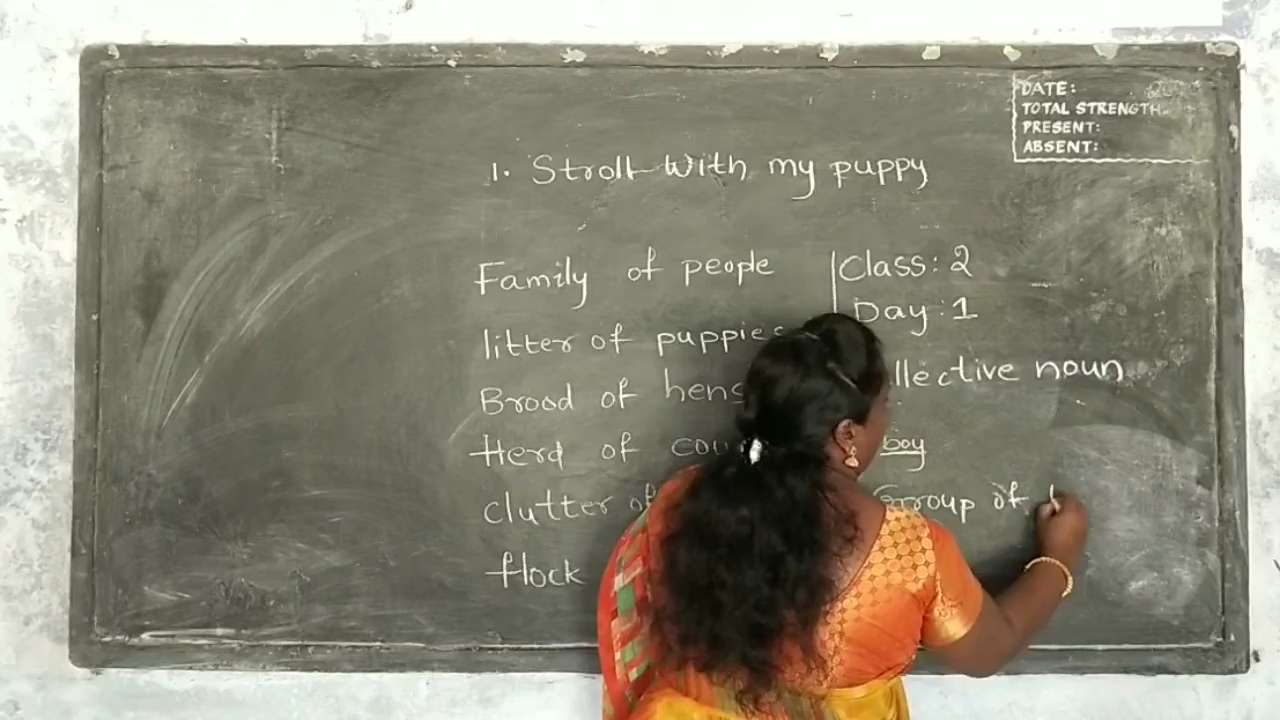 DATE:
TOTAL STRENGTH
PRESENT:
ABSENT:
1. Stroll with my puppy
Family of people
litter of puppies
Brood of hens
Herd of
clutter of
flock
Class: 2
Day: 1
llective noun
boy
Group of